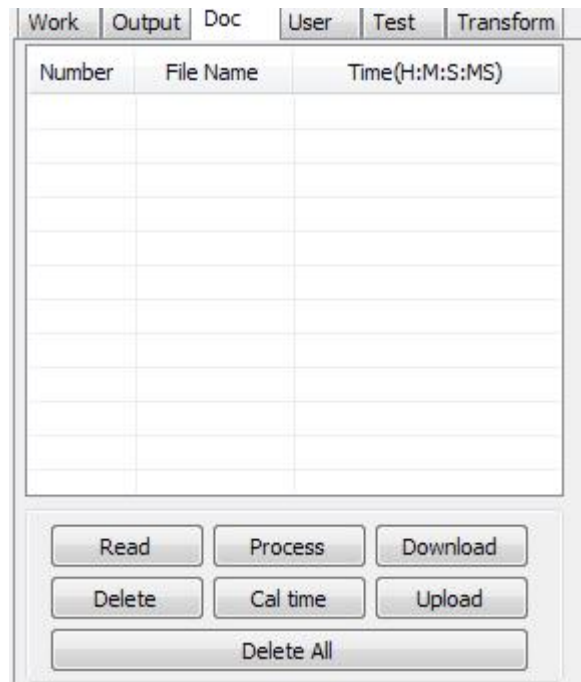 Work Output Doc User Test Transform
Number File Name Time(H:M:S:MS)
Read Process Download
Delete Cal time Upload
Delete All